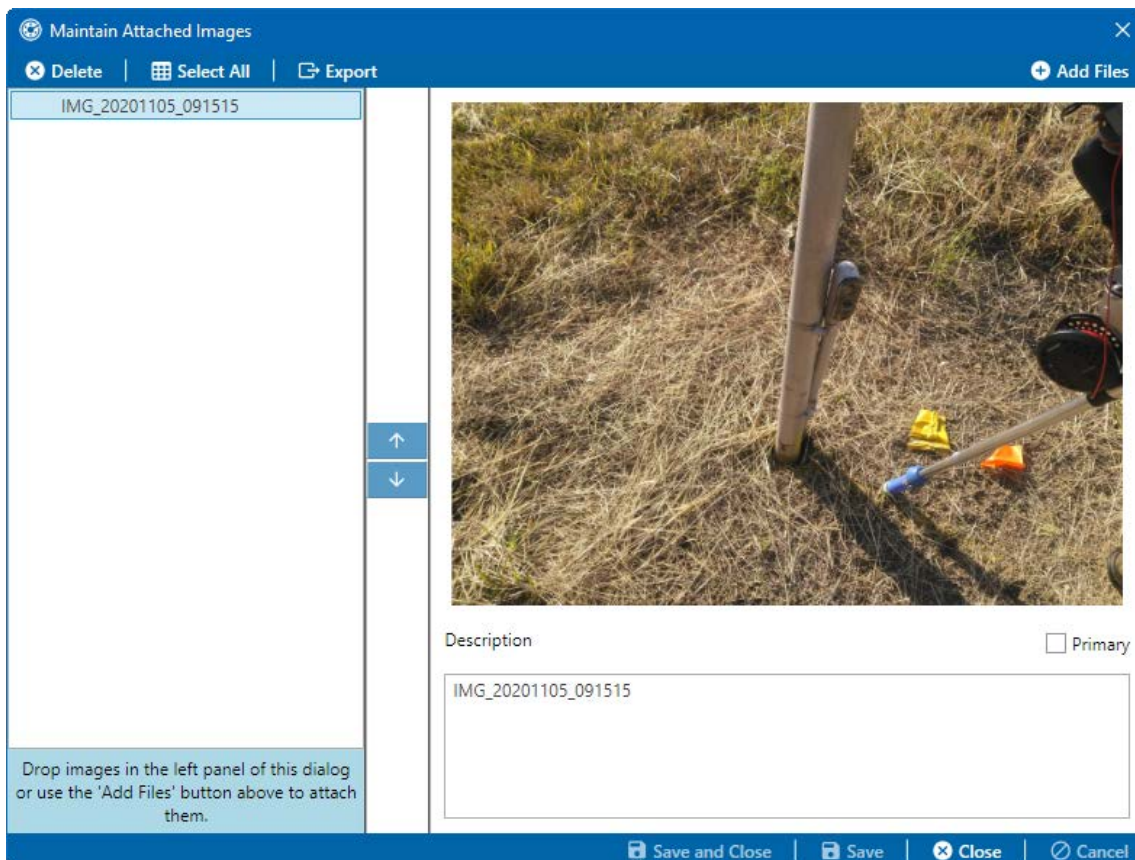 Maintain Attached Images
Delete
Select All
Export
Add Files
IMG_20201105_091515
Description
Primary
IMG_20201105_091515
Drop images in the left panel of this dialog
or use the 'Add Files' button above to attach
them.
Save and Close
Save
Close
Cancel